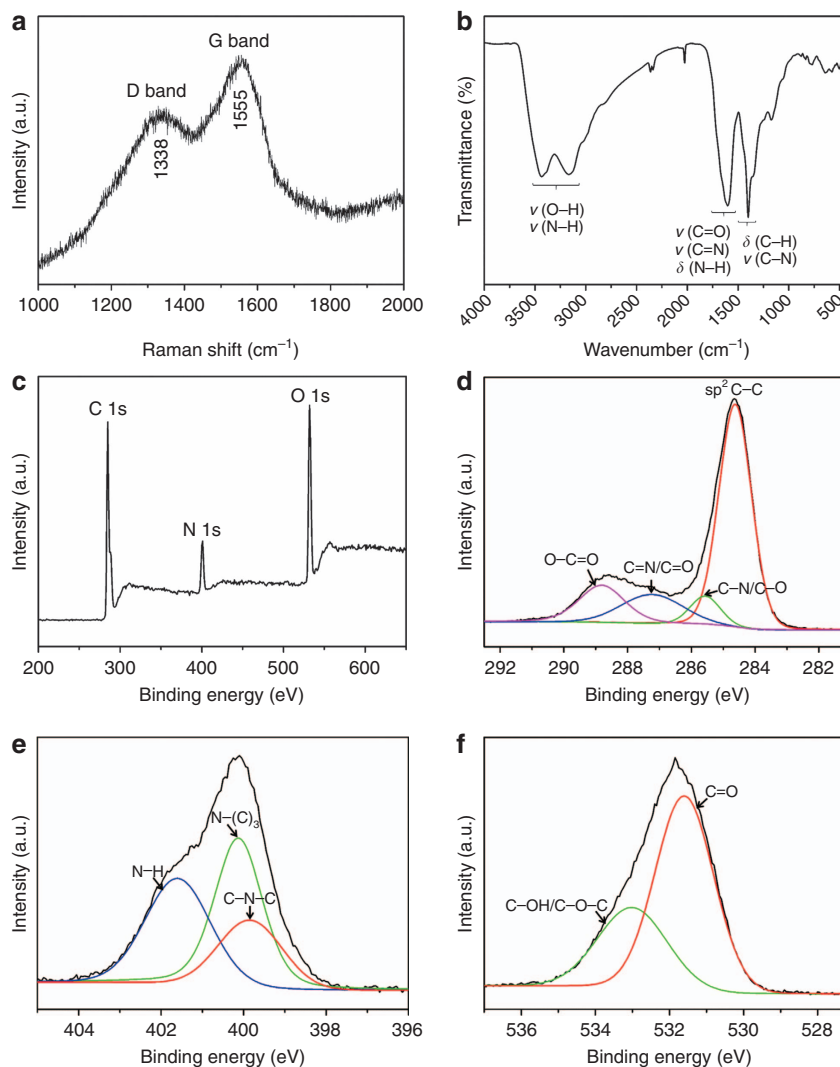 a
G band
D band
1555
1338
Intensity (a.u.)
1000
1200
1400
1600
1800
2000
Raman shift (cm⁻¹)
b
Transmittance (%)
ν (O–H)
ν (N–H)
ν (C=O)
ν (C=N)
δ (N–H)
δ (C–H)
ν (C–N)
4000
3500
3000
2500
2000
1500
1000
500
Wavenumber (cm⁻¹)
c
C 1s
N 1s
O 1s
Intensity (a.u.)
200
300
400
500
600
Binding energy (eV)
d
sp² C–C
O–C=O
C=N/C=O
C–N/C–O
Intensity (a.u.)
292
290
288
286
284
282
Binding energy (eV)
e
N–(C)₃
N–H
C–N–C
Intensity (a.u.)
404
402
400
398
396
Binding energy (eV)
f
C=O
C–OH/C–O–C
Intensity (a.u.)
536
534
532
530
528
Binding energy (eV)